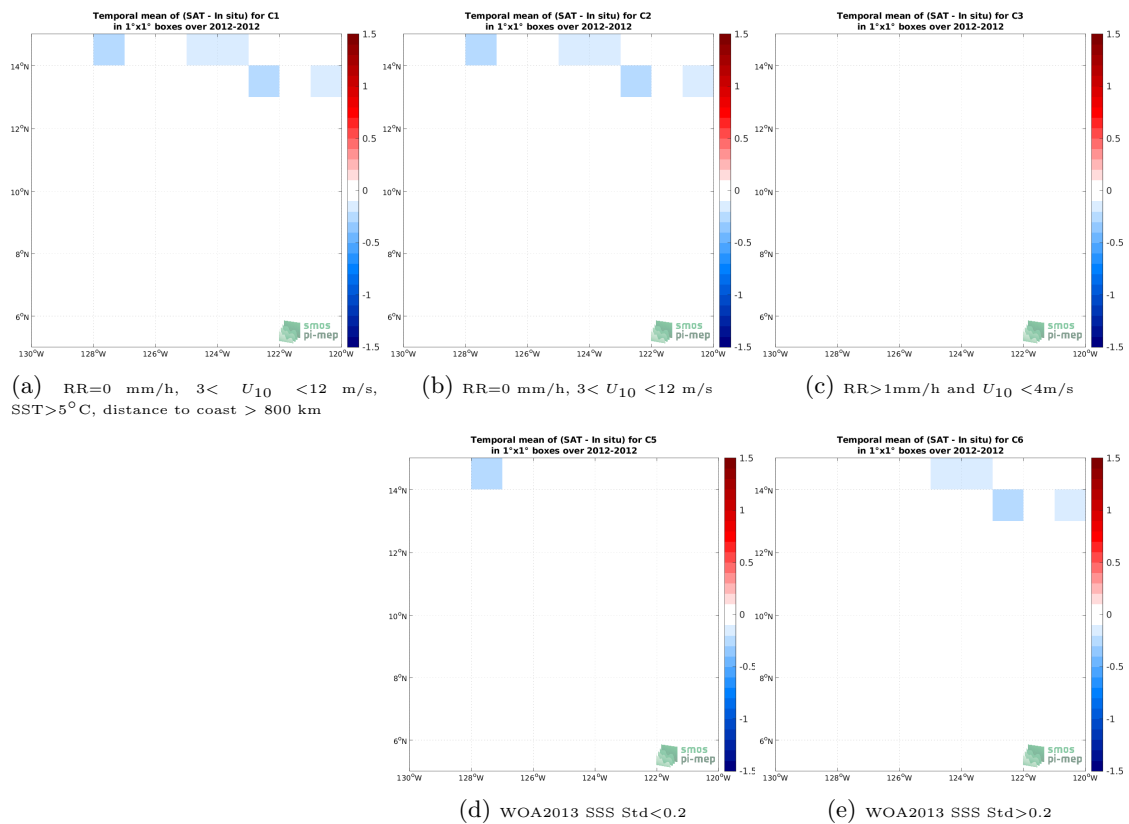 Temporal mean of (SAT - In situ) for C1
in 1°x1° boxes over 2012-2012
14°N
12°N
10°N
8°N
6°N
130°W 128°W 126°W 124°W 122°W 120°W
1.5
1
0.5
0
-0.5
-1
-1.5
smos
pi-mep
(a) RR=0 mm/h, 3< U10 <12 m/s,
SST>5°C, distance to coast > 800 km
Temporal mean of (SAT - In situ) for C2
in 1°x1° boxes over 2012-2012
14°N
12°N
10°N
8°N
6°N
130°W 128°W 126°W 124°W 122°W 120°W
1.5
1
0.5
0
-0.5
-1
-1.5
smos
pi-mep
(b) RR=0 mm/h, 3< U10 <12 m/s
Temporal mean of (SAT - In situ) for C3
in 1°x1° boxes over 2012-2012
14°N
12°N
10°N
8°N
6°N
130°W 128°W 126°W 124°W 122°W 120°W
1.5
1
0.5
0
-0.5
-1
-1.5
smos
pi-mep
(c) RR>1mm/h and U10 <4m/s
Temporal mean of (SAT - In situ) for C5
in 1°x1° boxes over 2012-2012
14°N
12°N
10°N
8°N
6°N
130°W 128°W 126°W 124°W 122°W 120°W
1.5
1
0.5
0
-0.5
-1
-1.5
smos
pi-mep
(d) WOA2013 SSS Std<0.2
Temporal mean of (SAT - In situ) for C6
in 1°x1° boxes over 2012-2012
14°N
12°N
10°N
8°N
6°N
130°W 128°W 126°W 124°W 122°W 120°W
1.5
1
0.5
0
-0.5
-1
-1.5
smos
pi-mep
(e) WOA2013 SSS Std>0.2